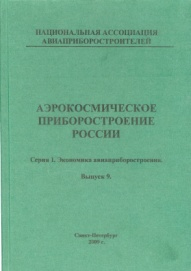 НАЦИОНАЛЬНАЯ АССОЦИАЦИЯ
АВИАПРИБОРОСТРОИТЕЛЕЙ
АЭРОКОСМИЧЕСКОЕ
ПРИБОРОСТРОЕНИЕ
РОССИИ
Серия 1. Экономика авиаприборостроения.
Выпуск 9.
Санкт-Петербург